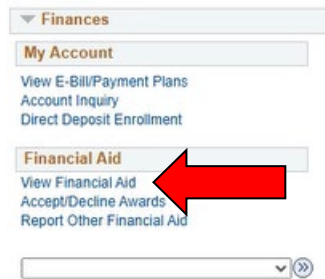 Finances
My Account
View E-Bill/Payment Plans
Account Inquiry
Direct Deposit Enrollment
Financial Aid
View Financial Aid
Accept/Decline Awards
Report Other Financial Aid